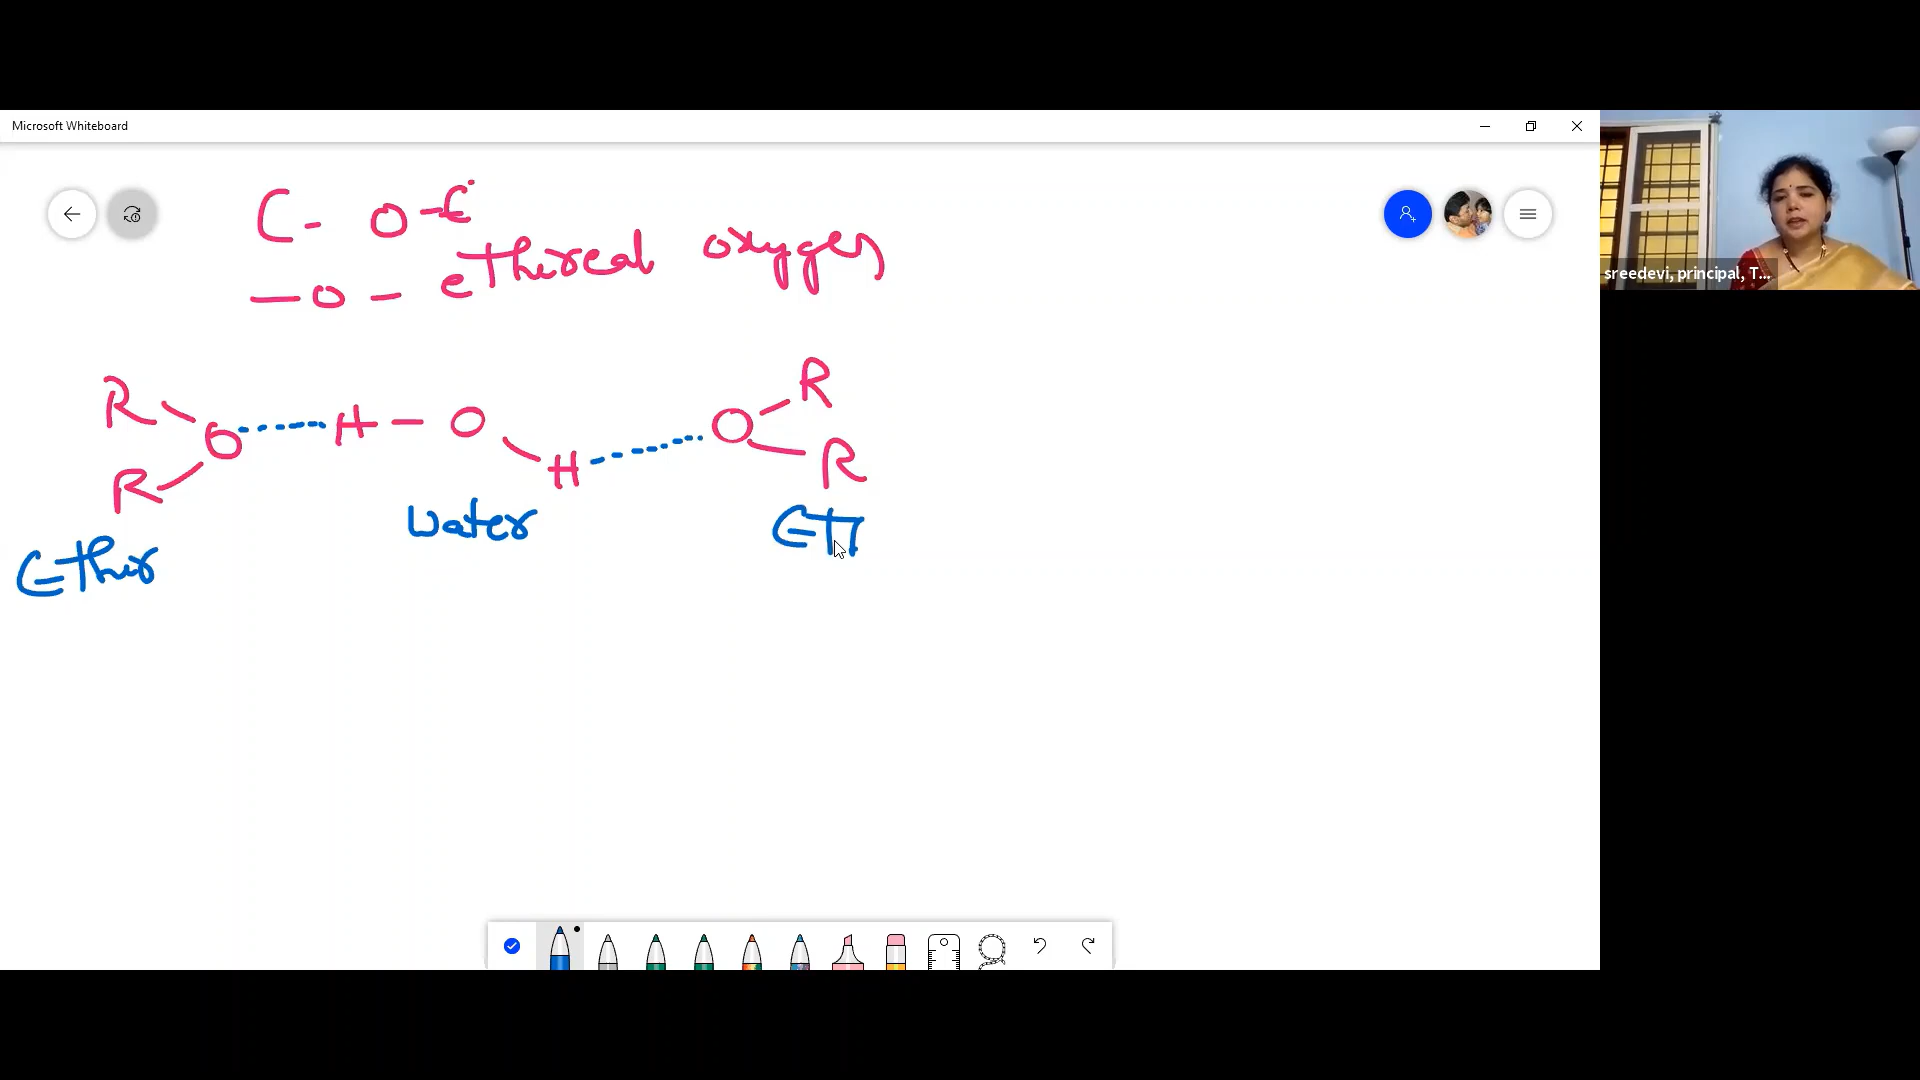 Microsoft Whiteboard
C - O - C
ethereal oxygen
- O -
sreedevi, principal, T...
R R
O H - O O
R H R
Water
Eth
Ether